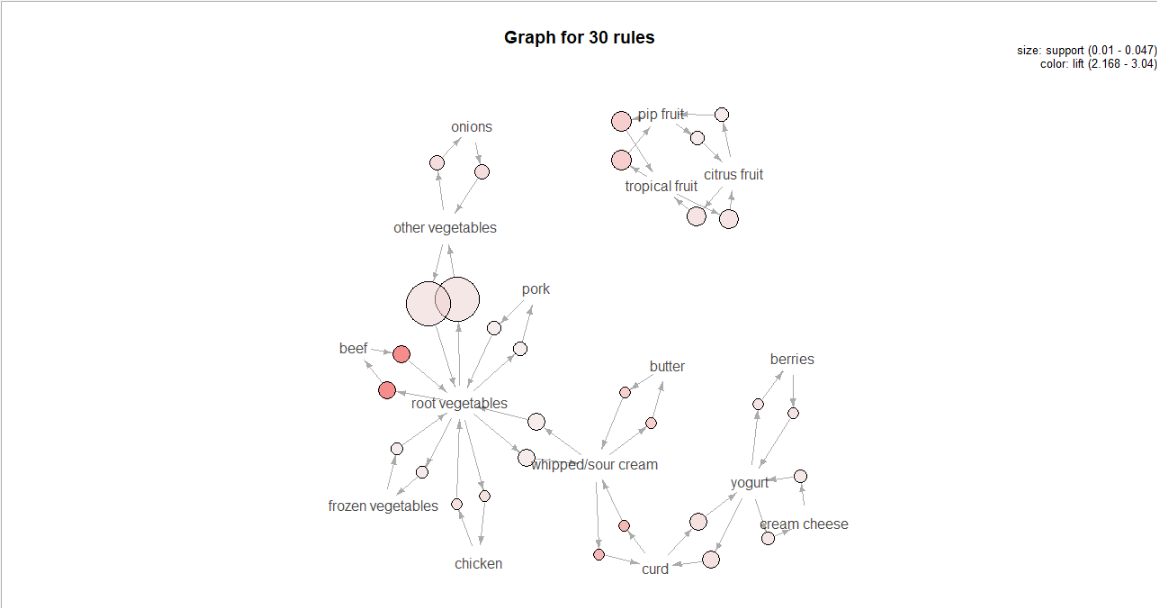 Graph for 30 rules
size: support (0.01 - 0.047)
color: lift (2.168 - 3.04)
pip fruit
onions
citrus fruit
tropical fruit
other vegetables
pork
beef
butter
berries
root vegetables
whipped/sour cream
yogurt
frozen vegetables
cream cheese
chicken
curd